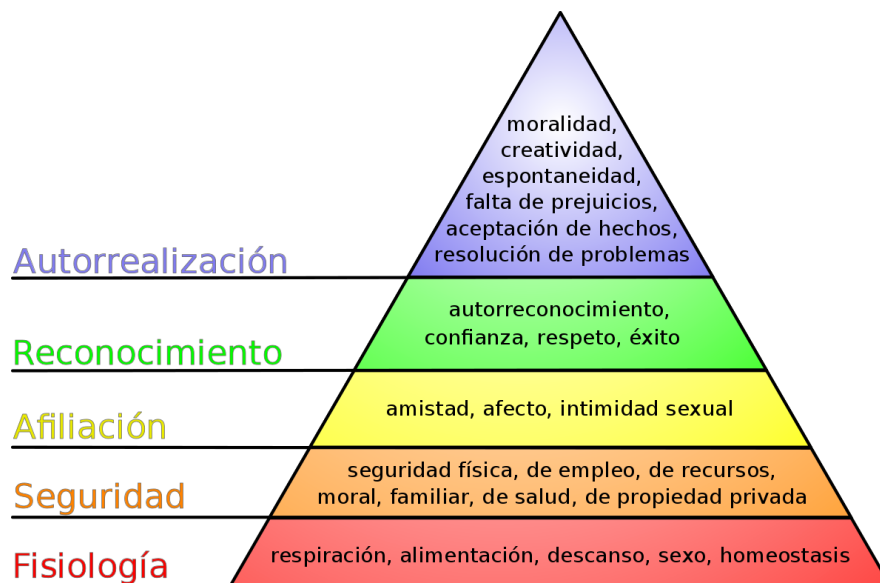 moralidad,
creatividad,
espontaneidad,
falta de prejuicios,
aceptación de hechos,
resolución de problemas
Autorrealización
autorreconocimiento,
confianza, respeto, éxito
Reconocimiento
amistad, afecto, intimidad sexual
Afiliación
seguridad física, de empleo, de recursos,
moral, familiar, de salud, de propiedad privada
Seguridad
respiración, alimentación, descanso, sexo, homeostasis
Fisiología